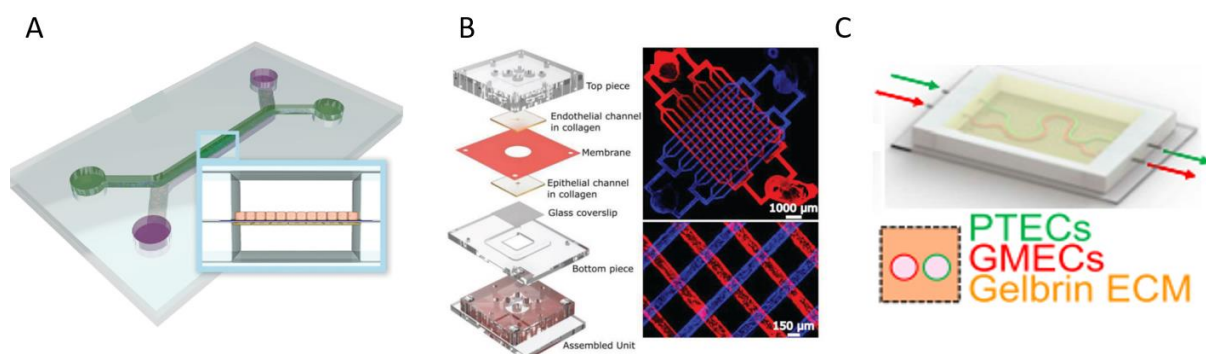 A
B
C
Top piece
Endothelial channel
in collagen
Membrane
Epithelial channel
in collagen
Glass coverslip
Bottom piece
Assembled Unit
1000 µm
150 µm
PTECs
GMECs
Gelbrin ECM